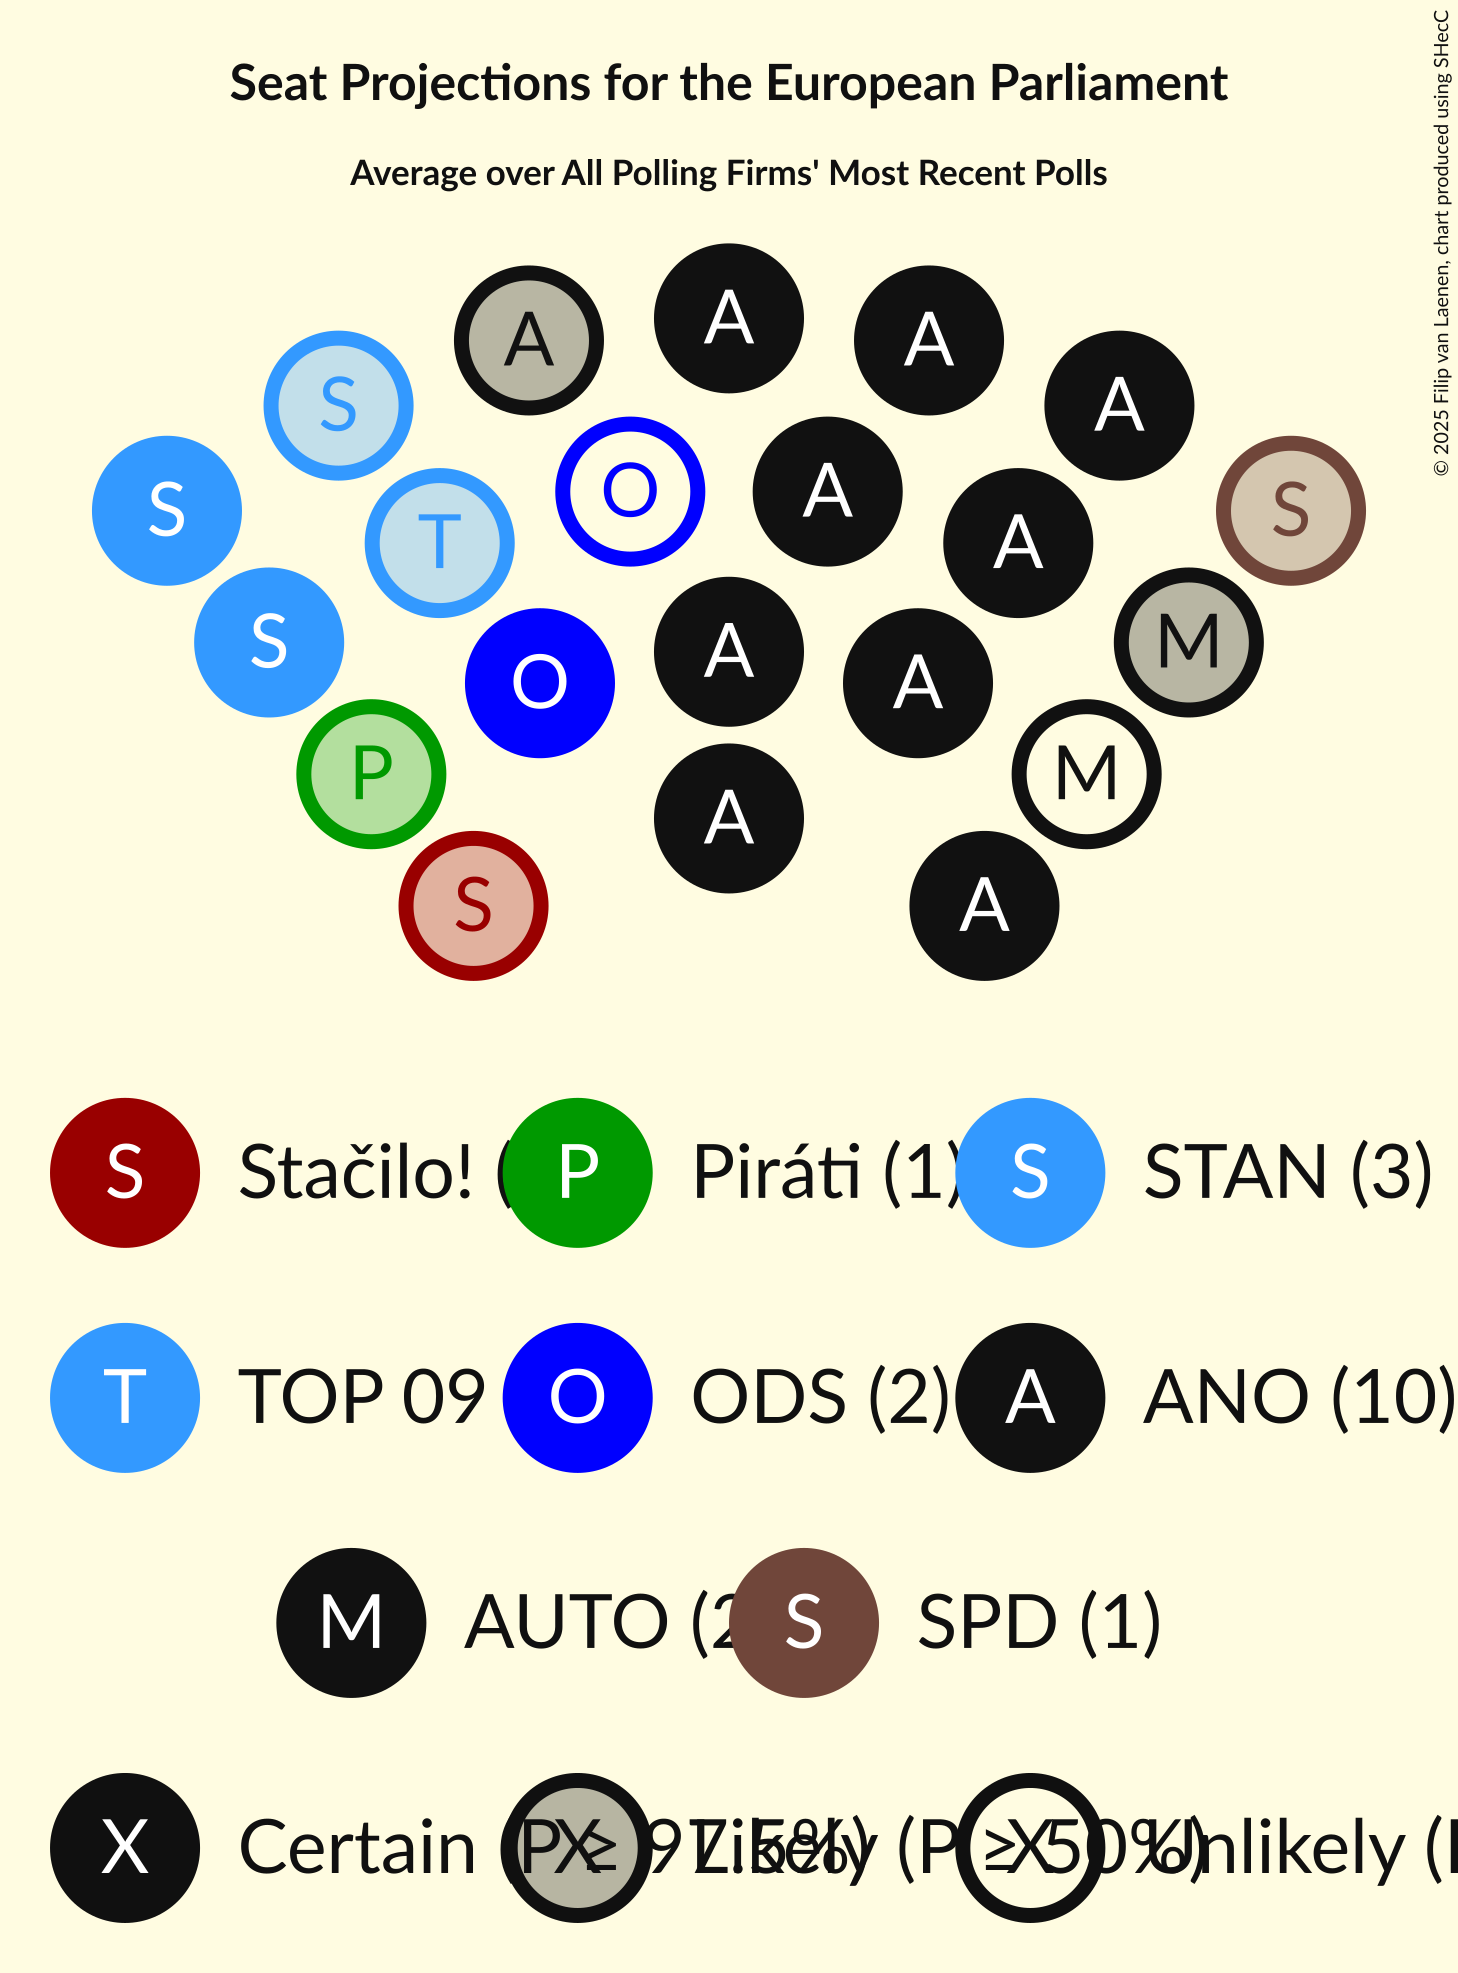 Seat Projections for the European Parliament
Average over All Polling Firms' Most Recent Polls
© 2025 Filip van Laenen, chart produced using SHecC
A
A A
S A
S S
T O A A
S M
O A A
P M
A
S A
S Stačilo! ( P Piráti (1) S STAN (3)
T TOP 09 O ODS (2) A ANO (10)
M AUTO (2 S SPD (1)
X Certain (P ≥ 97.5%) X Likely (P ≥ 50%) X Unlikely (